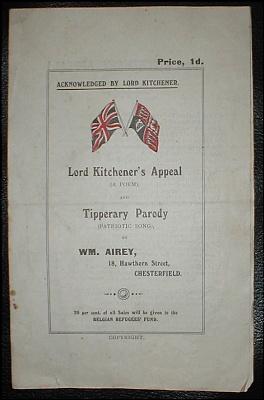 Price, 1d.
ACKNOWLEDGED BY LORD KITCHENER.
Lord Kitchener's Appeal
(A POEM),
AND
Tipperary Parody
(PATRIOTIC SONG),
BY
WM. AIREY,
18, Hawthorn Street,
CHESTERFIELD.
20 per cent. of all Sales will be given to the
BELGIAN REFUGEES' FUND.
COPYRIGHT.